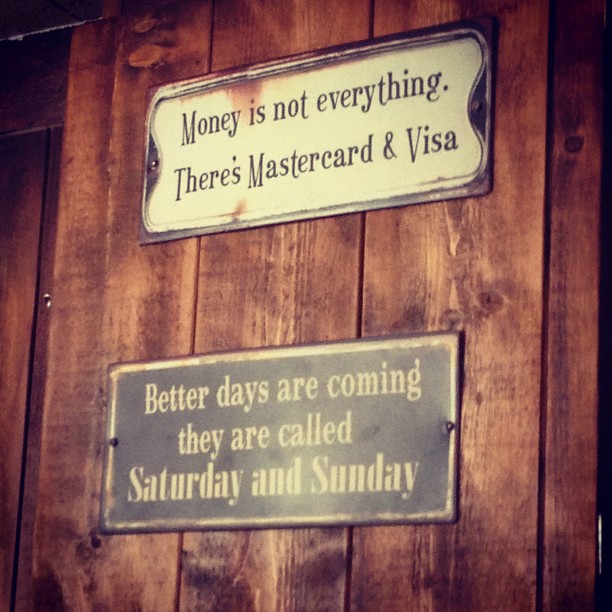 Money is not everything.
There's Mastercard & Visa
Better days are coming
they are called
Saturday and Sunday